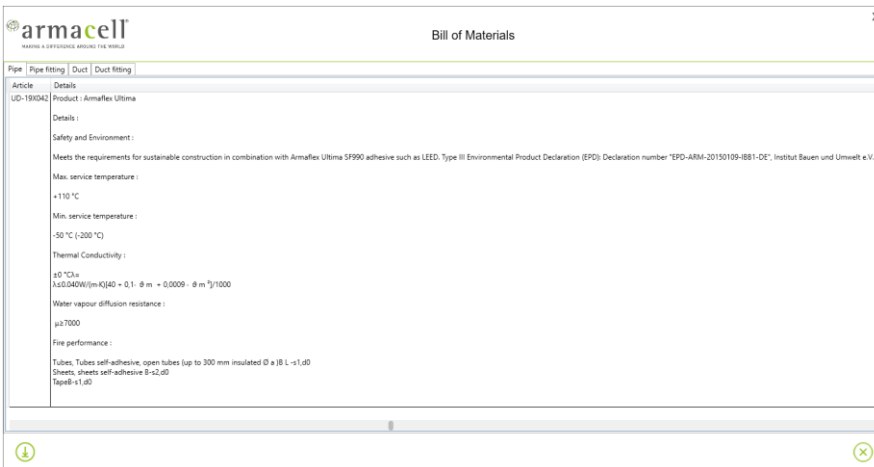 armacell
MAKING A DIFFERENCE AROUND THE WORLD
Bill of Materials
Pipe Pipe fitting Duct Duct fitting
Article Details
UD-19X042 Product : Armaflex Ultima
Details :
Safety and Environment :
Meets the requirements for sustainable construction in combination with Armaflex Ultima SF990 adhesive such as LEED. Type III Environmental Product Declaration (EPD): Declaration number "EPD-ARM-20150109-IBB1-DE", Institut Bauen und Umwelt e.V.
Max. service temperature :
+110 °C
Min. service temperature :
-50 °C (-200 °C)
Thermal Conductivity :
±0 °Cλ=
λ≤0.040W/(m·K)[40 + 0,1· ϑ m + 0,0009 · ϑ m ²]/1000
Water vapour diffusion resistance :
μ≥7000
Fire performance :
Tubes, Tubes self-adhesive, open tubes (up to 300 mm insulated Ø a )B L -s1,d0
Sheets, sheets self-adhesive B-s2,d0
TapeB-s1,d0